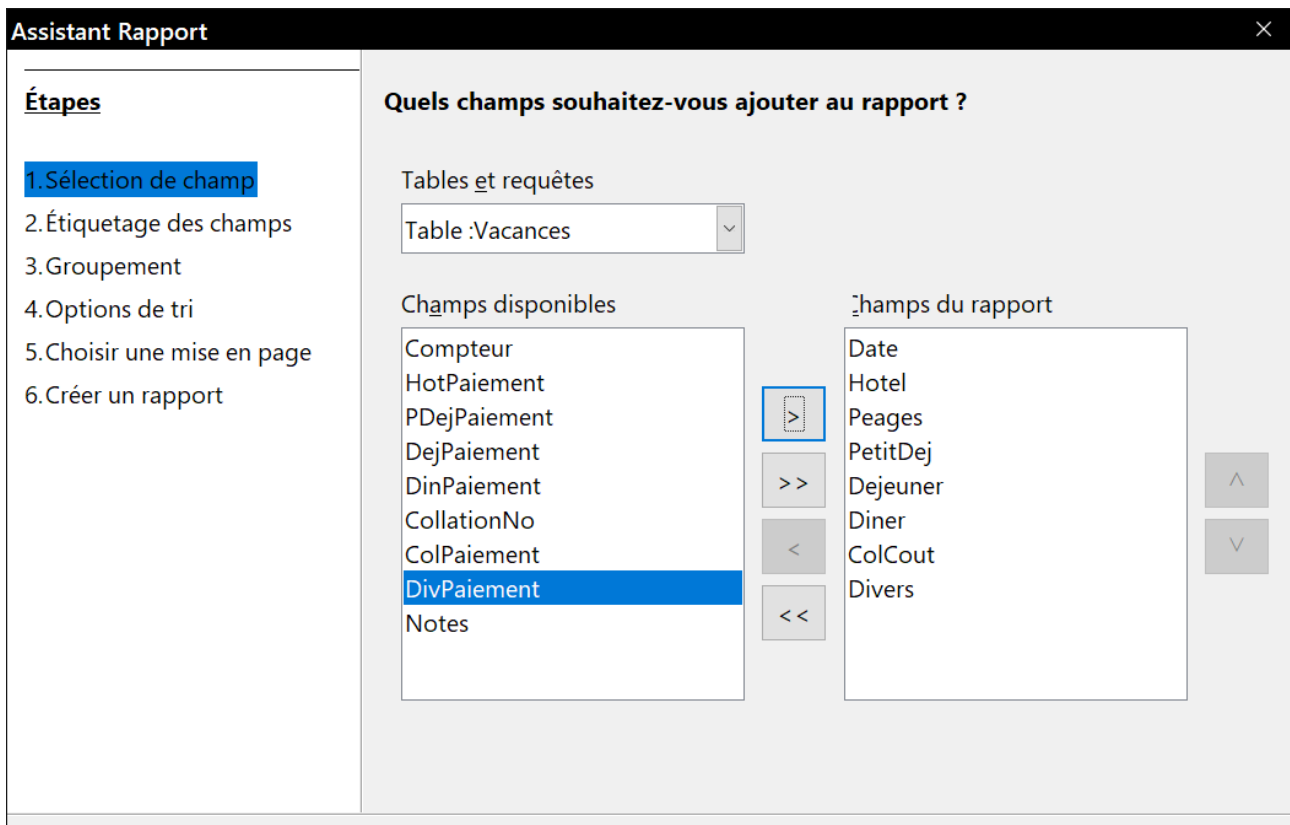 Assistant Rapport
Étapes
1.Sélection de champ
2.Étiquetage des champs
3.Groupement
4.Options de tri
5.Choisir une mise en page
6.Créer un rapport
Quels champs souhaitez-vous ajouter au rapport ?
Tables et requêtes
Table :Vacances
Champs disponibles
Compteur
HotPaiement
PDejPaiement
DejPaiement
DinPaiement
CollationNo
ColPaiement
DivPaiement
Notes
>
>>
<
<<
Champs du rapport
Date
Hotel
Peages
PetitDej
Dejeuner
Diner
ColCout
Divers